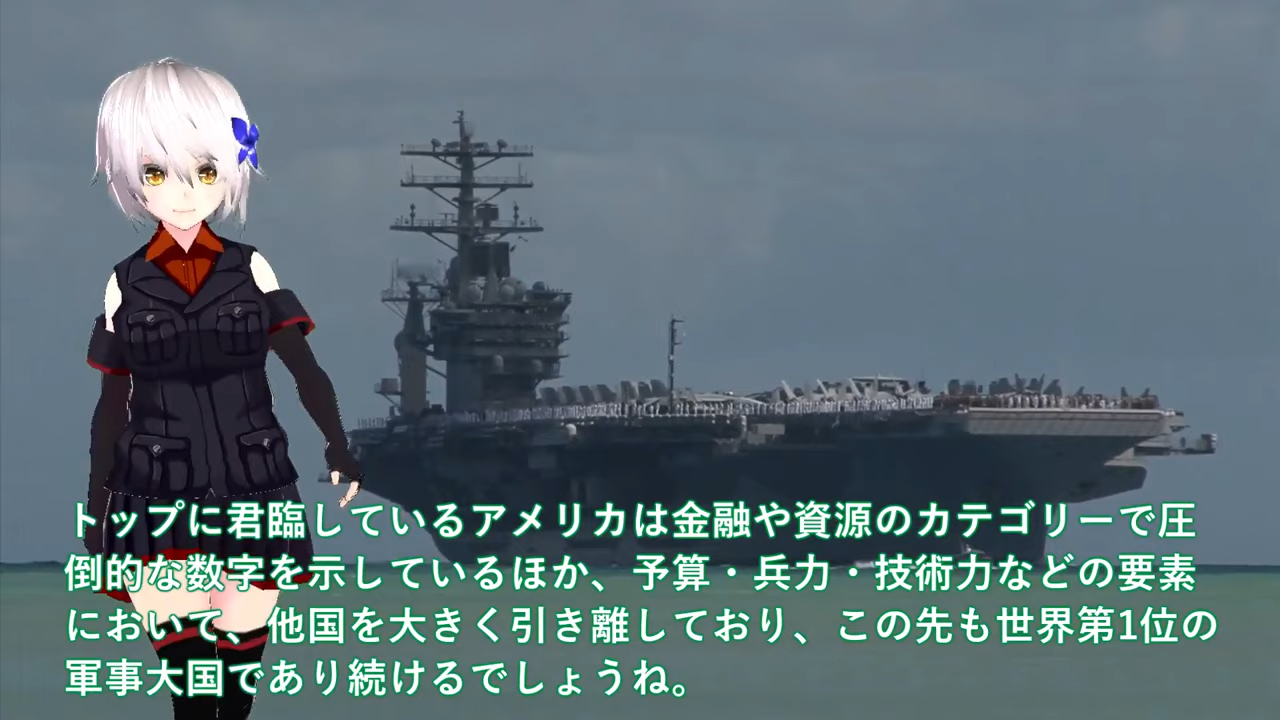 トップに君臨しているアメリカは金融や資源のカテゴリーで圧
倒的な数字を示しているほか、予算・兵力・技術力などの要素
において、他国を大きく引き離しており、この先も世界第1位の
軍事大国であり続けるでしょうね。